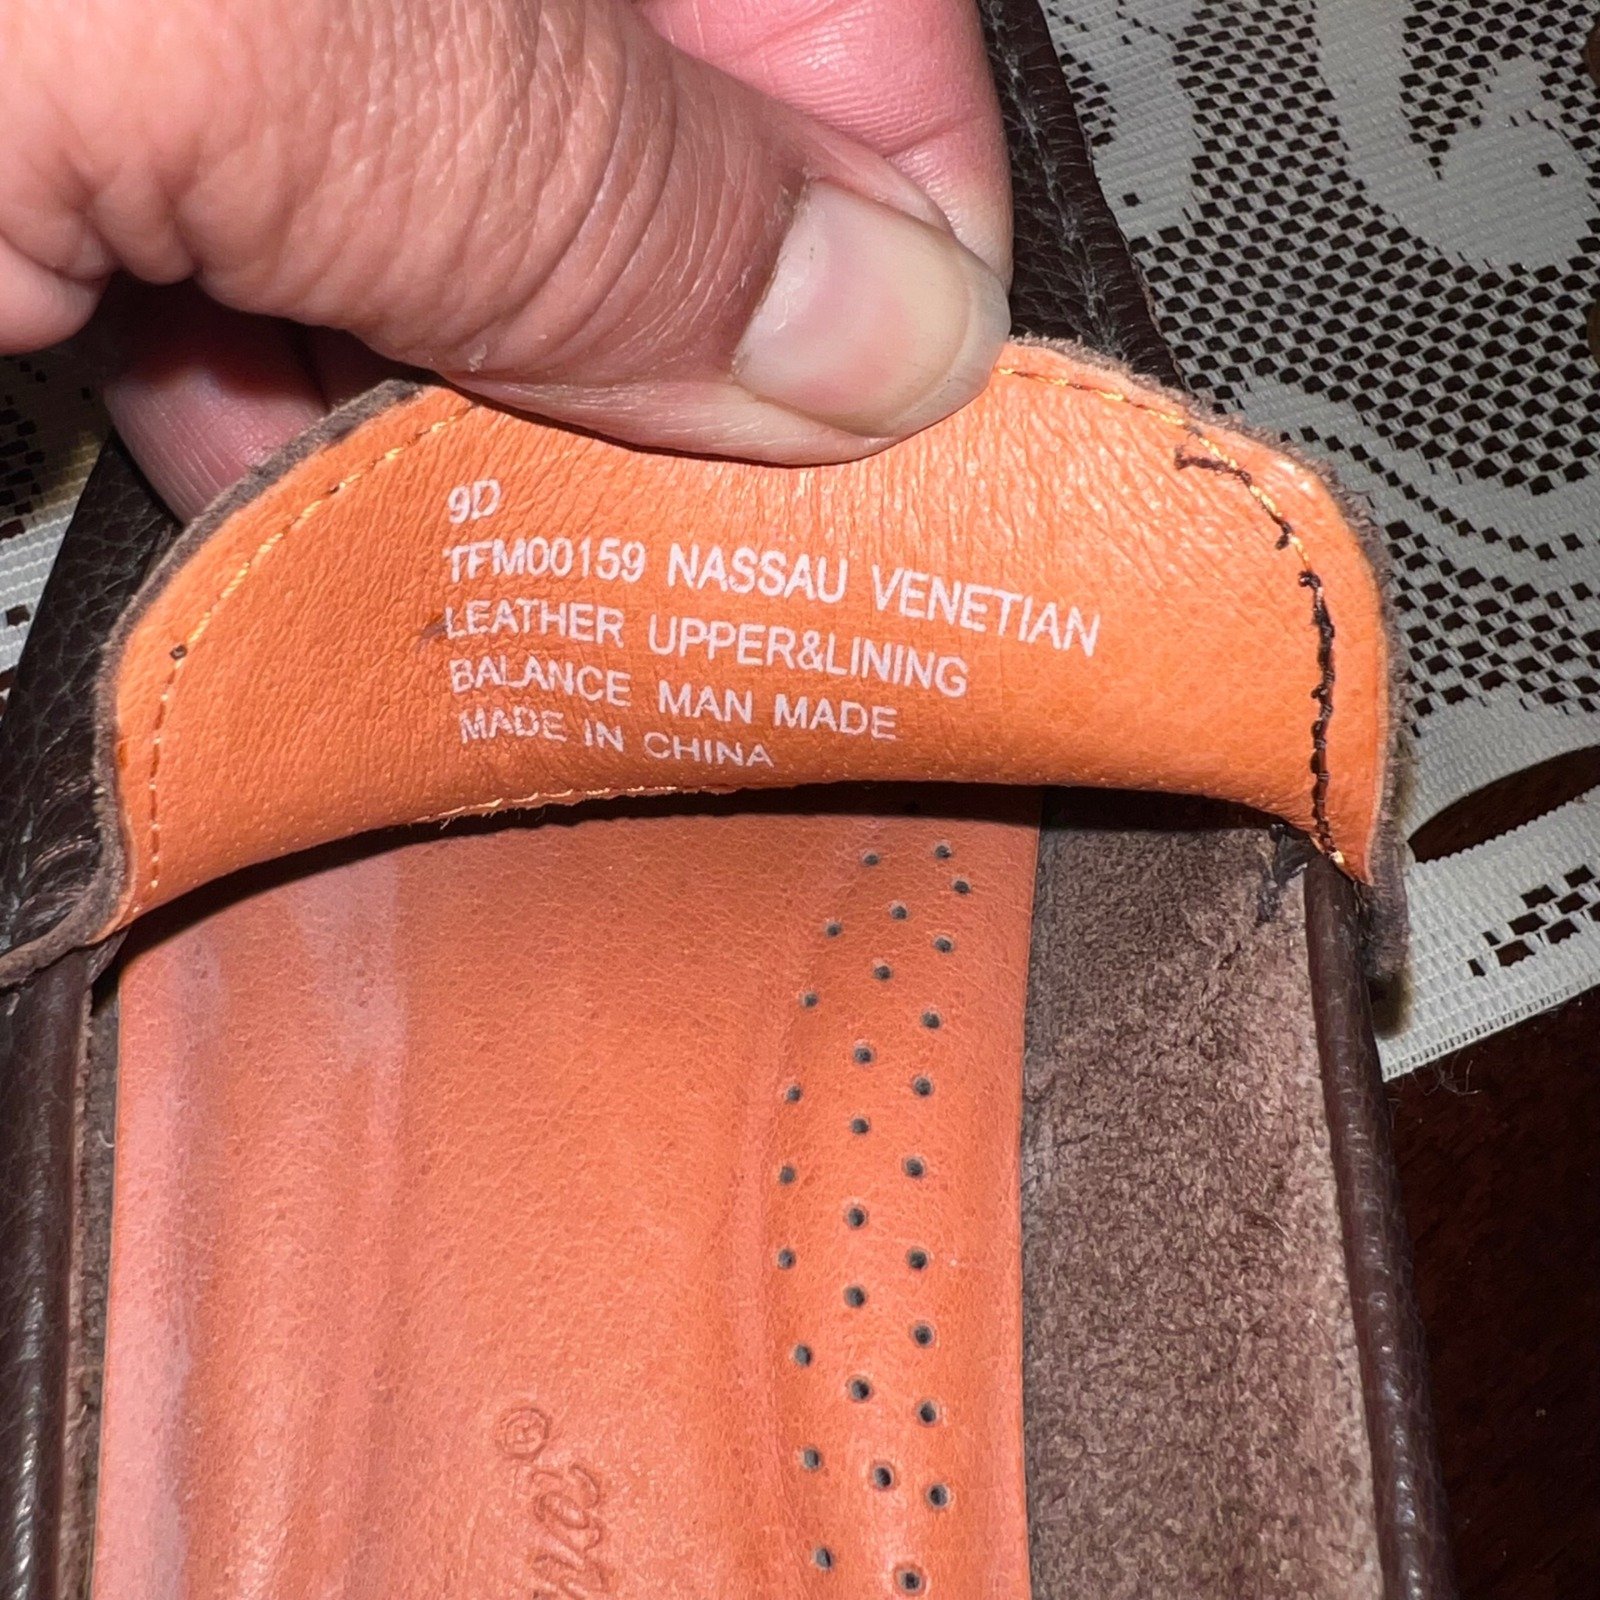 9D
TFM00159 NASSAU VENETIAN
LEATHER UPPER&LINING
BALANCE MAN MADE
MADE IN CHINA